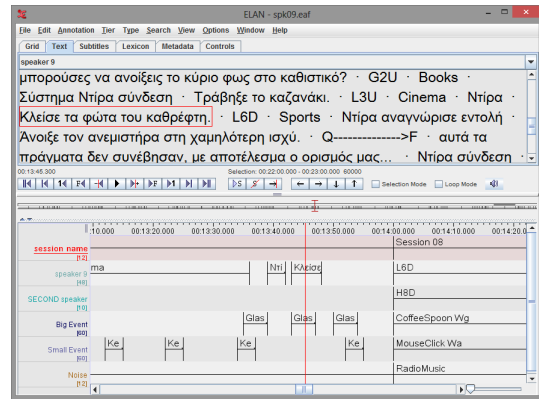 ELAN - spk09.eaf
File Edit Annotation Tier Type Search View Options Window Help
Grid Text Subtitles Lexicon Metadata Controls
speaker 9
μπορούσες να ανοίξεις το κύριο φως στο καθιστικό? · G2U · Books ·
Σύστημα Ντίρα σύνδεση · Τράβηξε το καζανάκι. · L3U · Cinema · Ντίρα ·
Κλείσε τα φώτα του καθρέφτη. · L6D · Sports · Ντίρα αναγνώρισε εντολή ·
Άνοιξε τον ανεμιστήρα στη χαμηλότερη ισχύ. · Q-------------->F · αυτά τα
πράγματα δεν συνέβησαν, με αποτέλεσμα ο ορισμός μας... · Ντίρα σύνδεση ·
00:13:45.300 Selection: 00:22:00.000 - 00:23:00.000 60000
Selection Mode Loop Mode
:10.000 00:13:20.000 00:13:30.000 00:13:40.000 00:13:50.000 00:14:00.000 00:14:10.000 00:14:20.0
session name [12] Session 08
speaker 9 [48] ma Ντί Κλείσε L6D
SECOND speaker [10] H8D
Big Event [60] Glas Glas Glas CoffeeSpoon Wg
Small Event [60] Ke Ke Ke Ke MouseClick Wa
Noise [12] RadioMusic